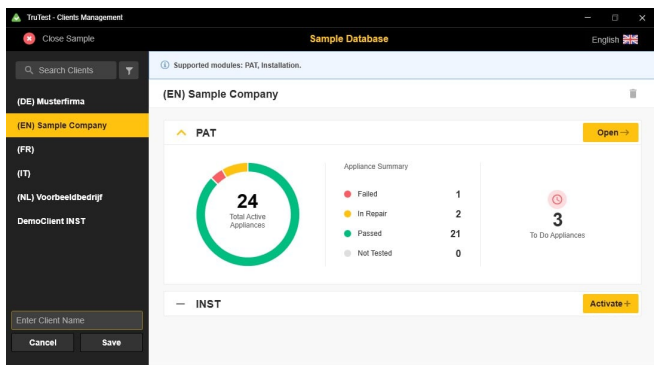 TruTest - Clients Management
Close Sample
Sample Database
English
Search Clients
Supported modules: PAT, Installation.
(DE) Musterfirma
(EN) Sample Company
(FR)
(IT)
(NL) Voorbeeldbedrijf
DemoClient INST
Enter Client Name
Cancel
Save
(EN) Sample Company
PAT
Open
24
Total Active
Appliances
Appliance Summary
Failed 1
In Repair 2
Passed 21
Not Tested 0
3
To Do Appliances
INST
Activate+